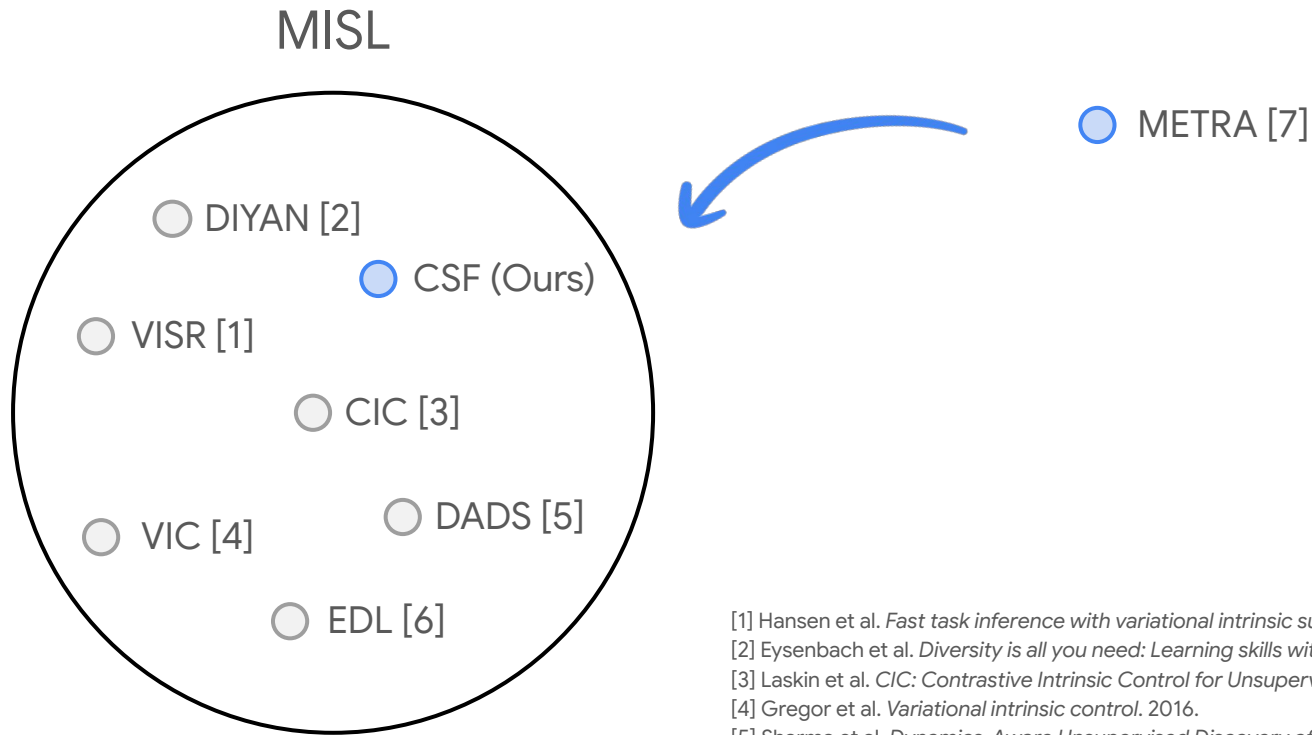 MISL
METRA [7]
DIYAN [2]
CSF (Ours)
VISR [1]
CIC [3]
DADS [5]
VIC [4]
EDL [6]
[1] Hansen et al. Fast task inference with variational intrinsic
[2] Eysenbach et al. Diversity is all you need: Learning skills
[3] Laskin et al. CIC: Contrastive Intrinsic Control for
[4] Gregor et al. Variational intrinsic control. 2016.